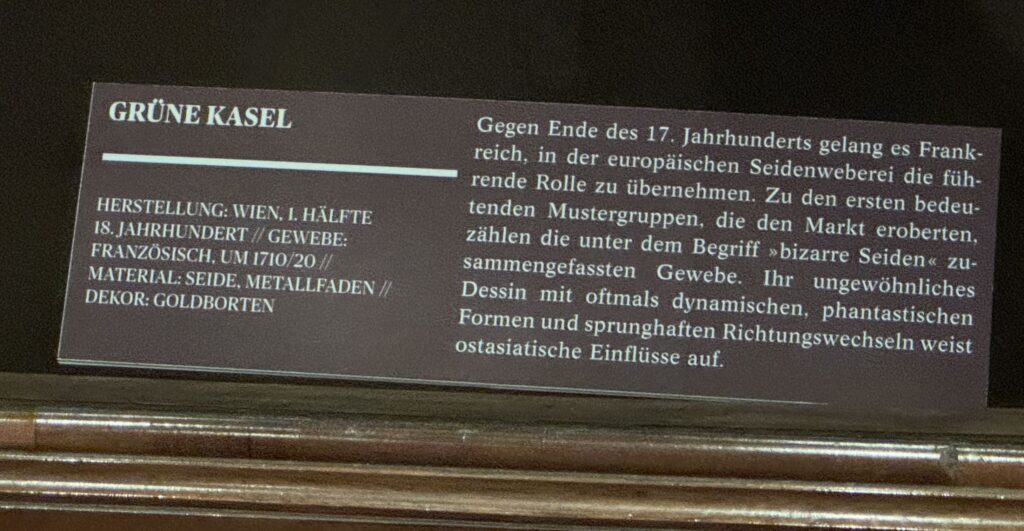 GRÜNE KASEL
HERSTELLUNG: WIEN, 1. HÄLFTE
18. JAHRHUNDERT // GEWEBE:
FRANZÖSISCH, UM 1710/20 //
MATERIAL: SEIDE, METALLFADEN //
DEKOR: GOLDBORTEN
Gegen Ende des 17. Jahrhunderts gelang es Frank-
reich, in der europäischen Seidenweberei die füh-
rende Rolle zu übernehmen. Zu den ersten bedeu-
tenden Mustergruppen, die den Markt eroberten,
zählen die unter dem Begriff »bizarre Seiden« zu-
sammengefassten Gewebe. Ihr ungewöhnliches
Dessin mit oftmals dynamischen, phantastischen
Formen und sprunghaften Richtungswechseln weist
ostasiatische Einflüsse auf.